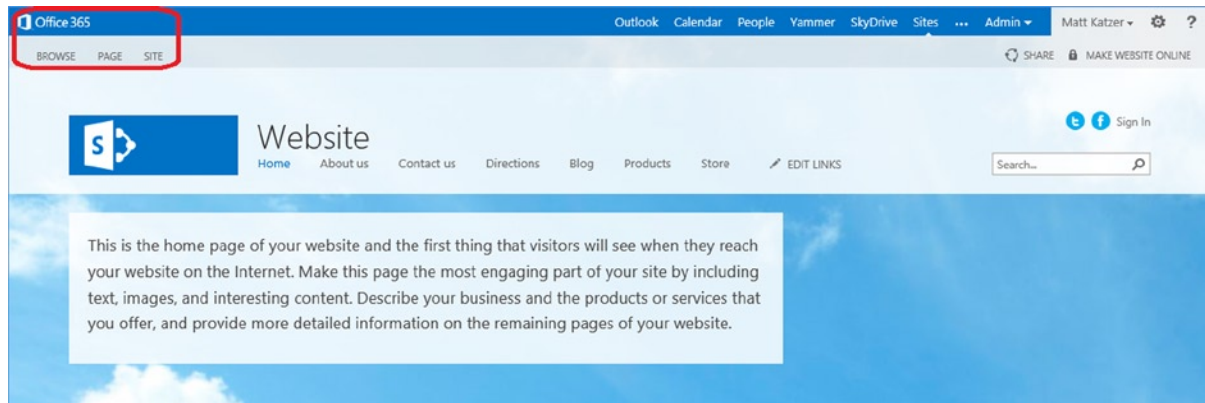 Office 365 Outlook Calendar People Yammer SkyDrive Sites ... Admin Matt Katzer ?
BROWSE PAGE SITE SHARE MAKE WEBSITE ONLINE
S
Website
Sign In
Home About us Contact us Directions Blog Products Store EDIT LINKS
Search...
This is the home page of your website and the first thing that visitors will see when they reach
your website on the Internet. Make this page the most engaging part of your site by including
text, images, and interesting content. Describe your business and the products or services that
you offer, and provide more detailed information on the remaining pages of your website.